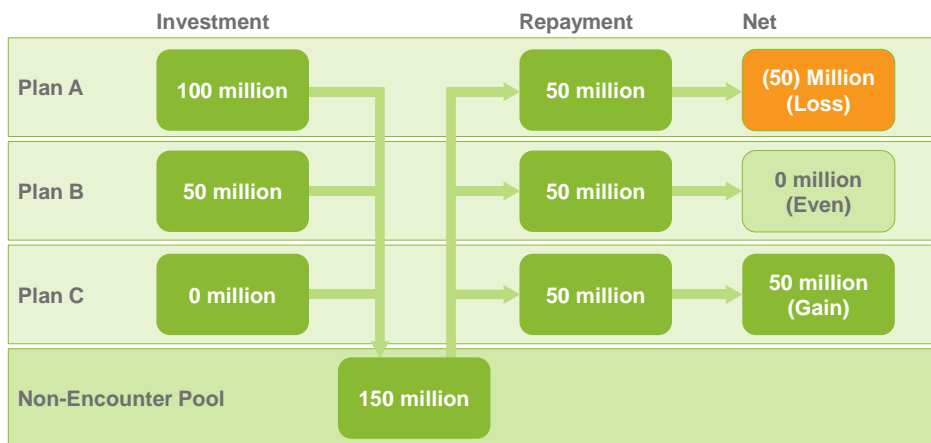 Investment Repayment Net
Plan A
100 million
50 million
(50) Million
(Loss)
Plan B
50 million
50 million
0 million
(Even)
Plan C
0 million
50 million
50 million
(Gain)
Non-Encounter Pool
150 million